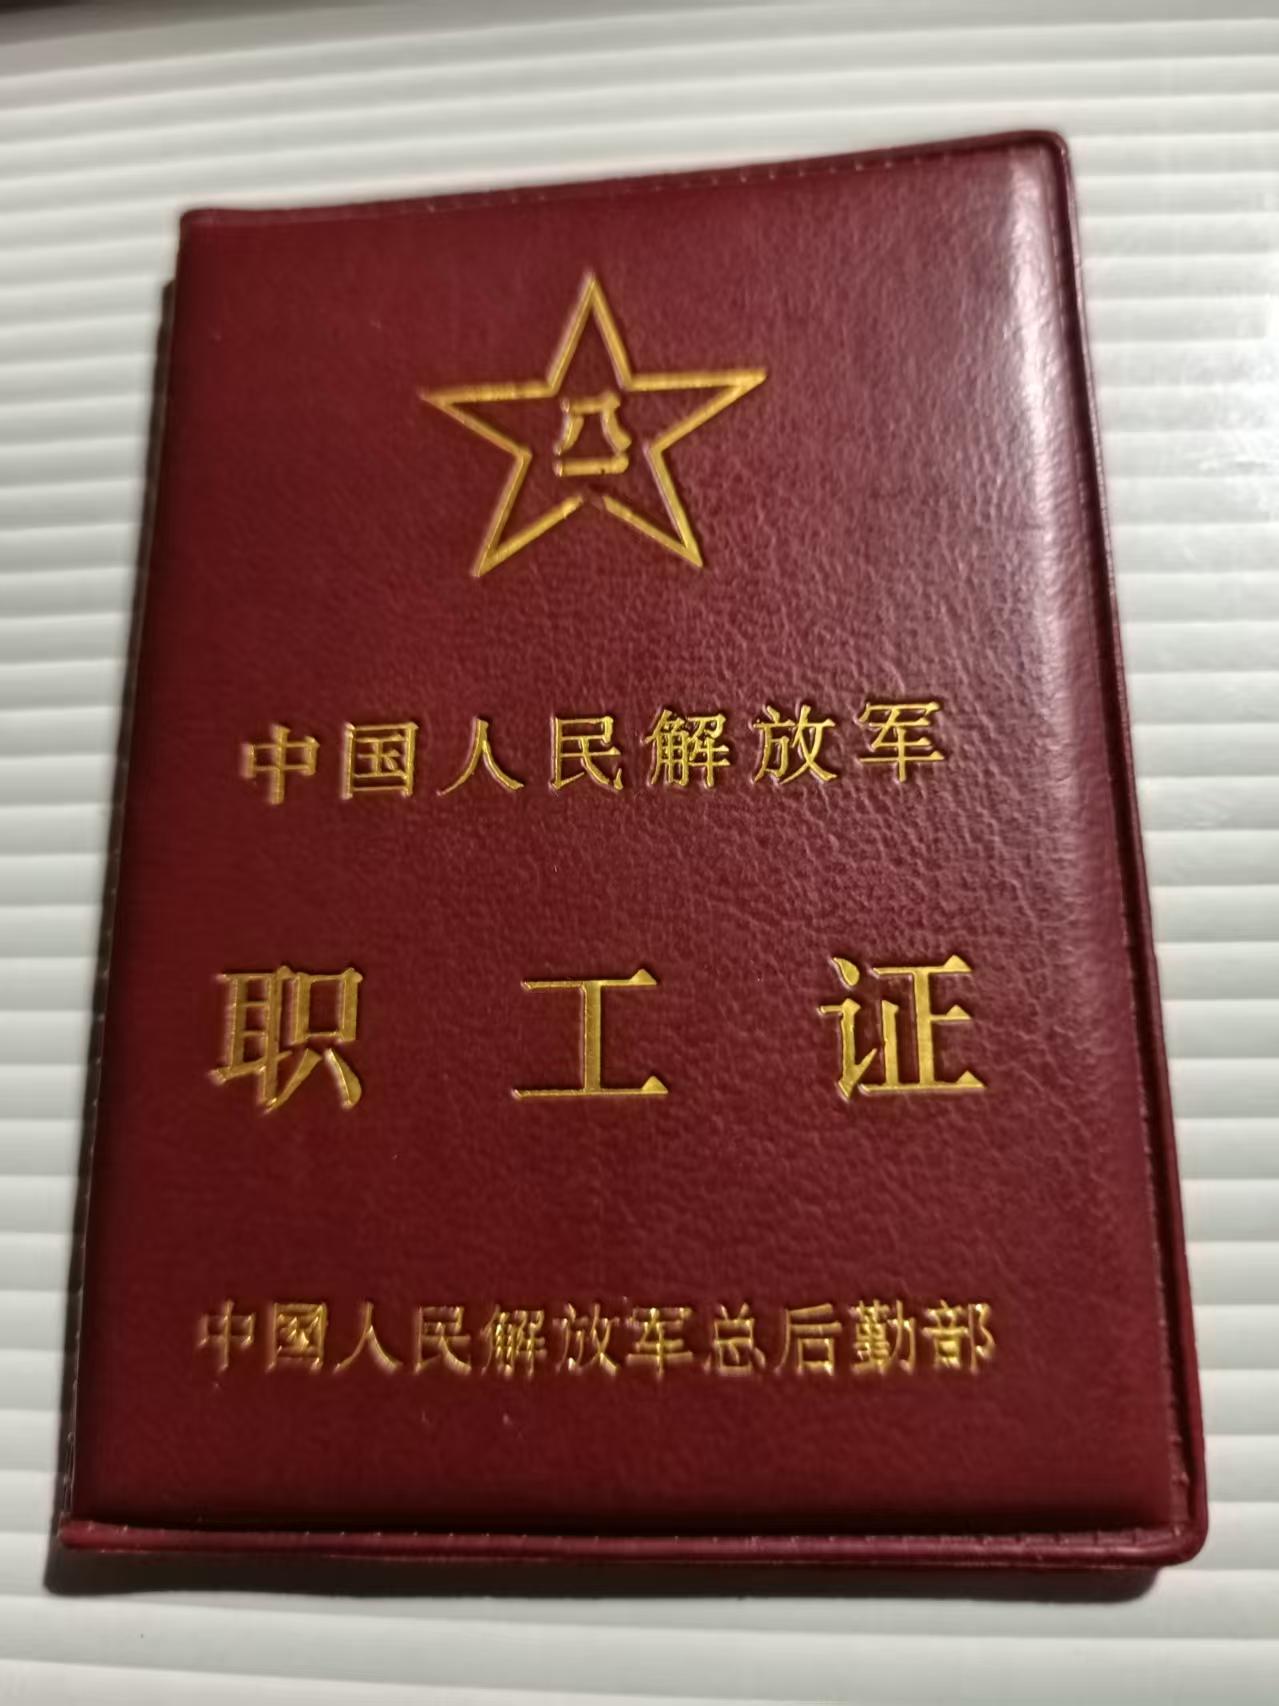 八一
中国人民解放军
职工证
中国人民解放军总后勤部